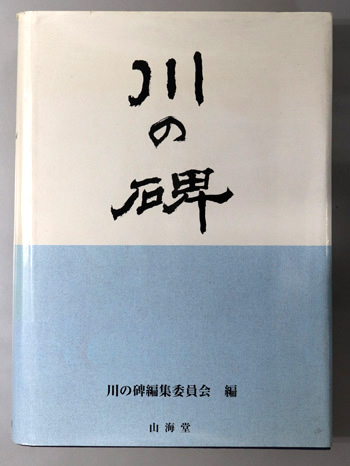 川
の
碑
川の碑編集委員会　編
山海堂